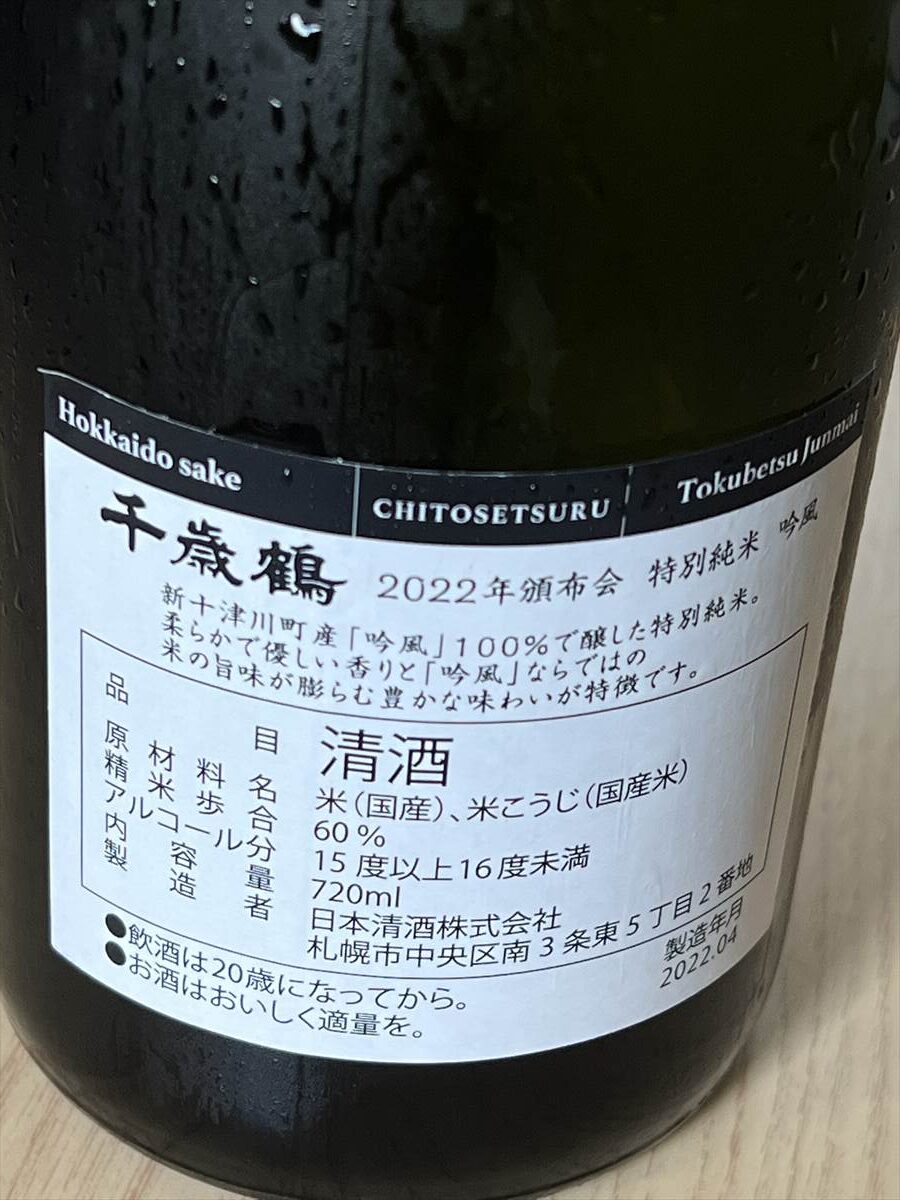 Hokkaido sake
CHITOSETSURU
Tokubetsu Junmai
千歳鶴 2022年頒布会 特別純米 吟風
新十津川町産「吟風」100%で醸した特別純米。
柔らかで優しい香りと「吟風」ならではの
米の旨味が膨らむ豊かな味わいが特徴です。
品目 清酒
原材料名 米(国産)、米こうじ(国産米)
精米歩合 60%
アルコール分 15度以上16度未満
内容量 720ml
製造者 日本清酒株式会社
札幌市中央区南3条東5丁目2番地
●飲酒は20歳になってから。
●お酒はおいしく適量を。
製造年月
2022.04